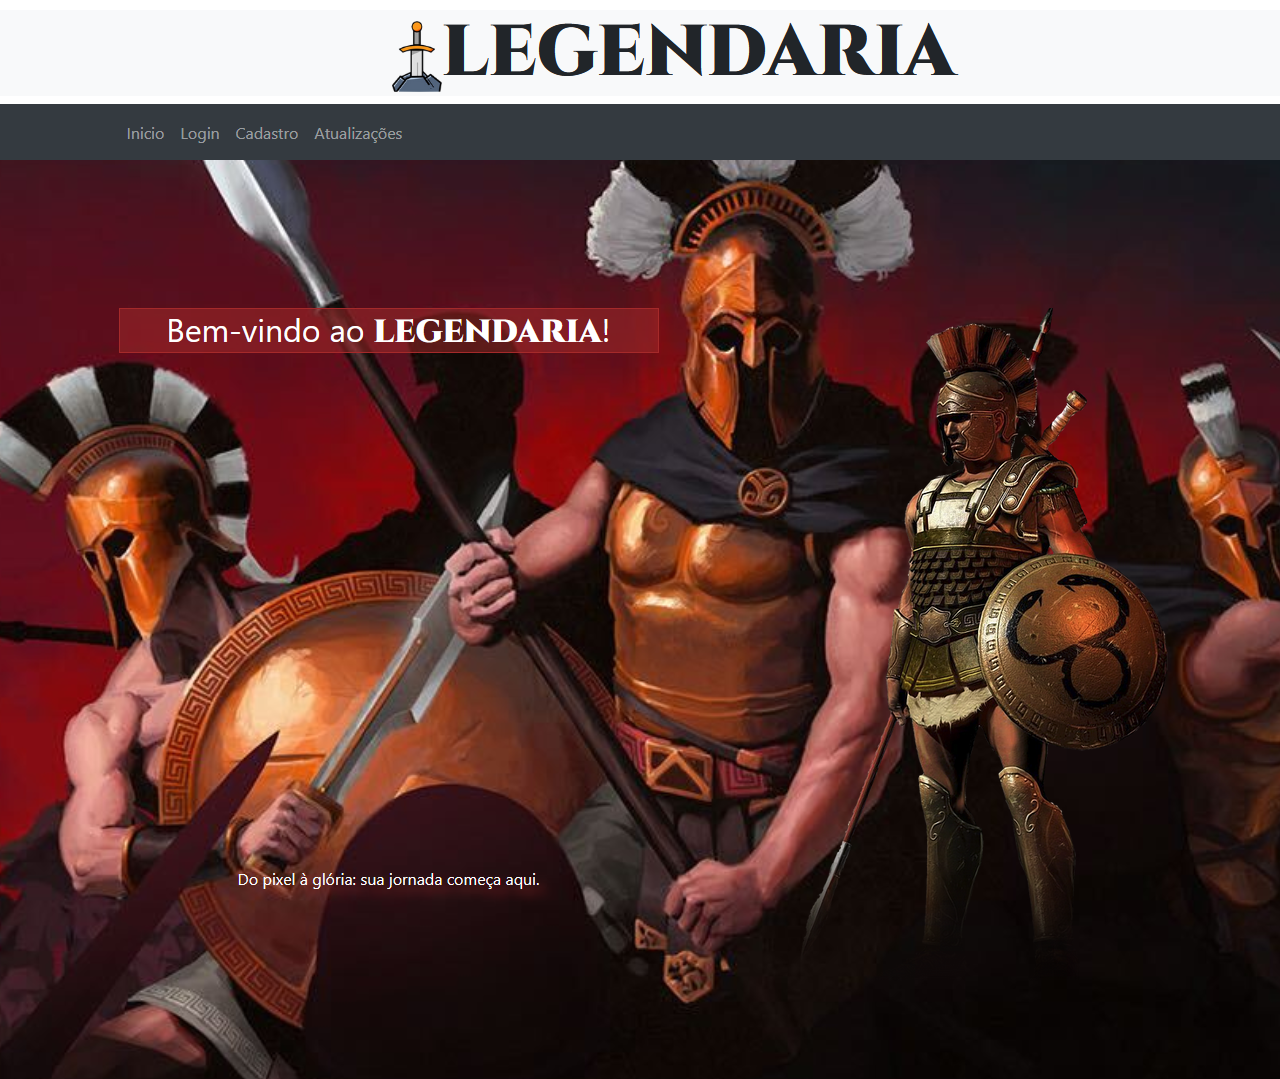 LEGENDARIA
Inicio Login Cadastro Atualizações
Bem-vindo ao LEGENDARIA!
Do pixel à glória: sua jornada começa aqui.